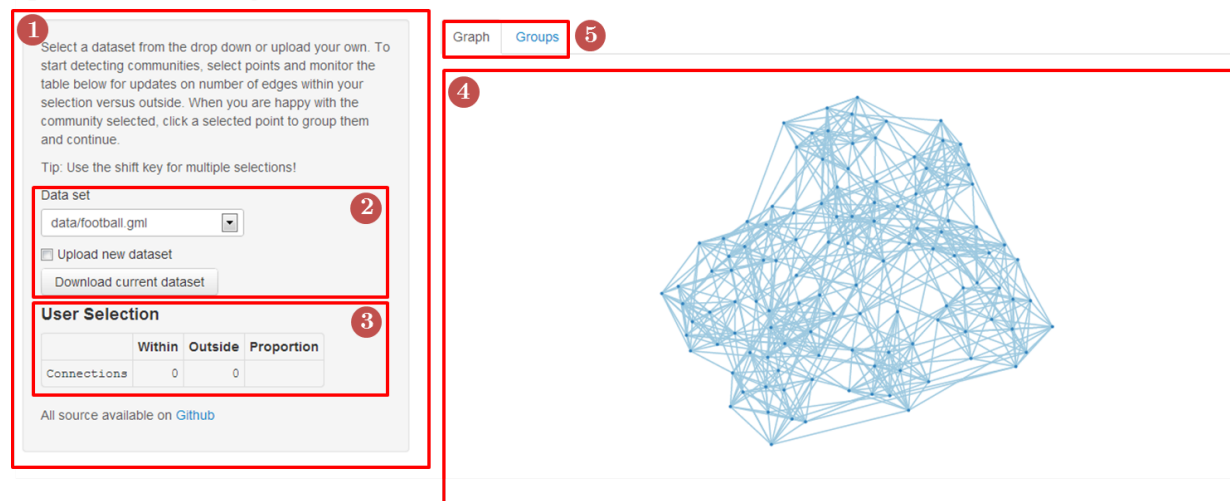 1
Select a dataset from the drop down or upload your own. To
start detecting communities, select points and monitor the
table below for updates on number of edges within your
selection versus outside. When you are happy with the
community selected, click a selected point to group them
and continue.
Tip: Use the shift key for multiple selections!
Data set
2
data/football.gml
Upload new dataset
Download current dataset
User Selection
3
Within Outside Proportion
Connections 0 0
All source available on Github
Graph Groups
5
4